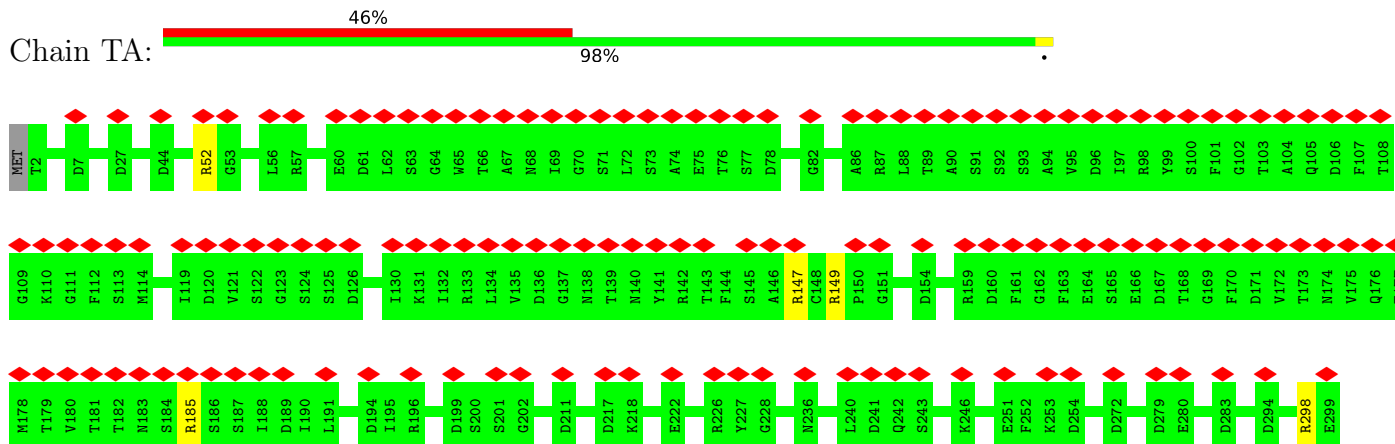 46%
Chain TA:
98%
.
MET T2 D7 D27 D44 R52 G53 L56 R57 E60 D61 L62 S63 G64 W65 T66 A67 N68 I69 G70 S71 L72 S73 A74 E75 T76 S77 D78 G82 A86 R87 L88 T89 A90 S91 S92 S93 A94 V95 D96 I97 R98 Y99 S100 F101 G102 T103 A104 Q105 D106 F107 T108
G109 K110 G111 F112 S113 M114 I119 D120 V121 S122 G123 S124 S125 D126 I130 K131 I132 R133 L134 V135 D136 G137 N138 T139 N140 Y141 R142 T143 F144 S145 A146 R147 C148 R149 P150 G151 D154 R159 D160 F161 G162 F163 E164 S165 E166 D167 T168 G169 F170 D171 V172 T173 N174 V175 Q176
M178 T179 V180 T181 T182 N183 S184 R185 S186 S187 I188 D189 I190 L191 D194 I195 R196 D199 S200 S201 G202 D211 D217 K218 E222 R226 Y227 G228 N236 L240 D241 Q242 S243 K246 E251 F252 K253 D254 D272 D279 E280 D283 D294 R298 E299